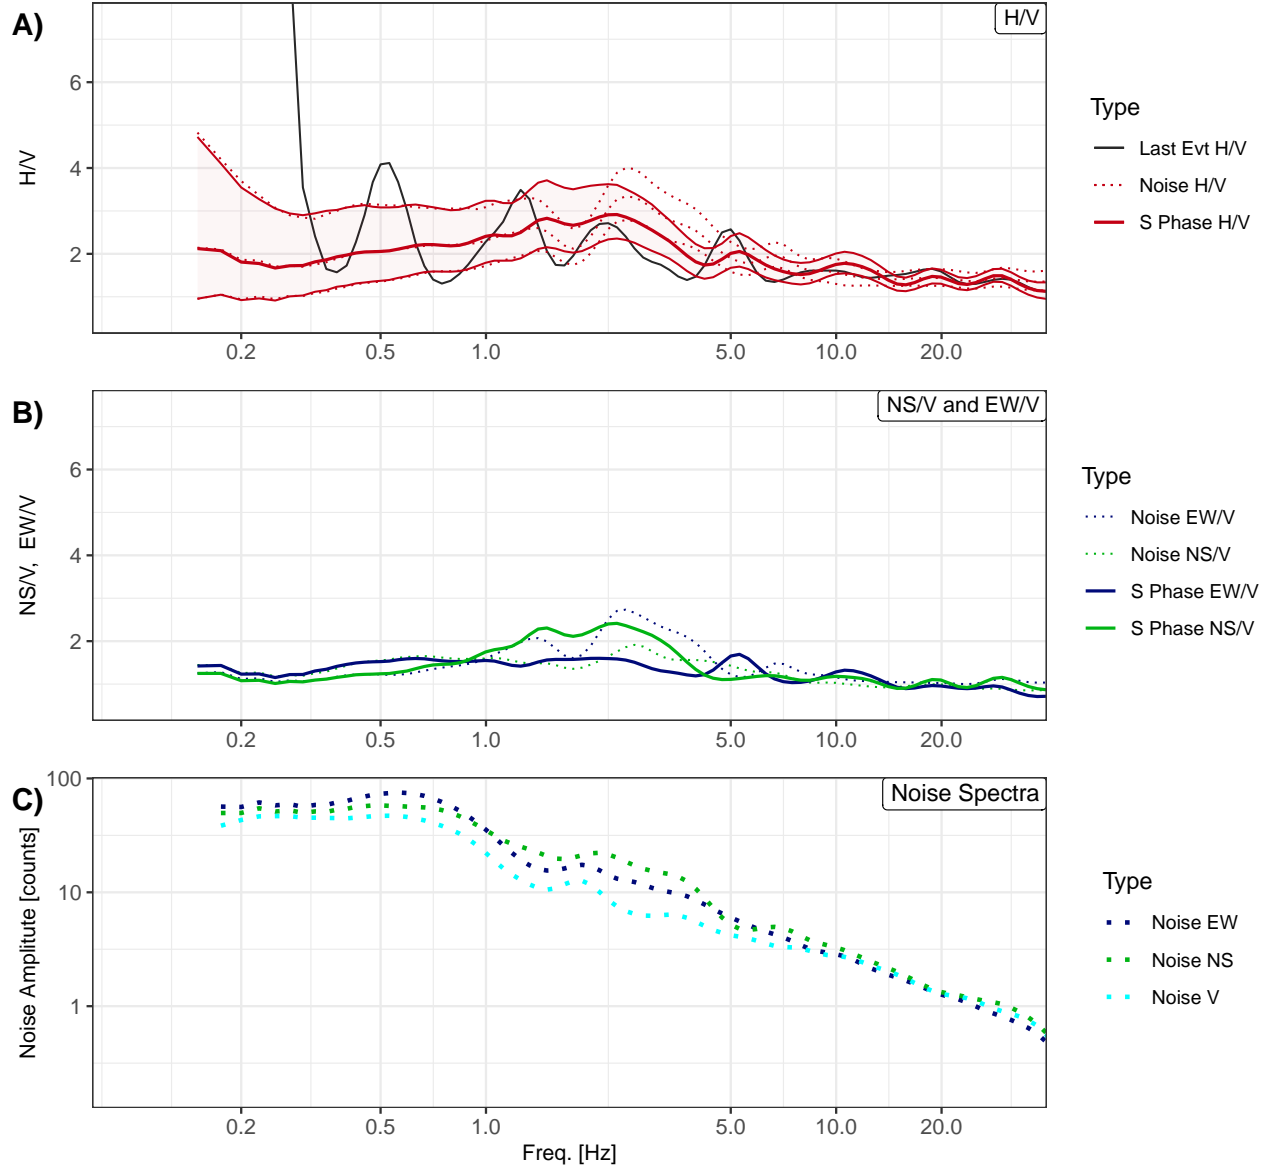 A)
H/V
H/V
6
4
2
0.2 0.5 1.0 5.0 10.0 20.0
Type
Last Evt H/V
Noise H/V
S Phase H/V
B)
NS/V and EW/V
NS/V, EW/V
6
4
2
0.2 0.5 1.0 5.0 10.0 20.0
Type
Noise EW/V
Noise NS/V
S Phase EW/V
S Phase NS/V
C)
Noise Spectra
Noise Amplitude [counts]
100
10
1
0.2 0.5 1.0 5.0 10.0 20.0
Freq. [Hz]
Type
Noise EW
Noise NS
Noise V